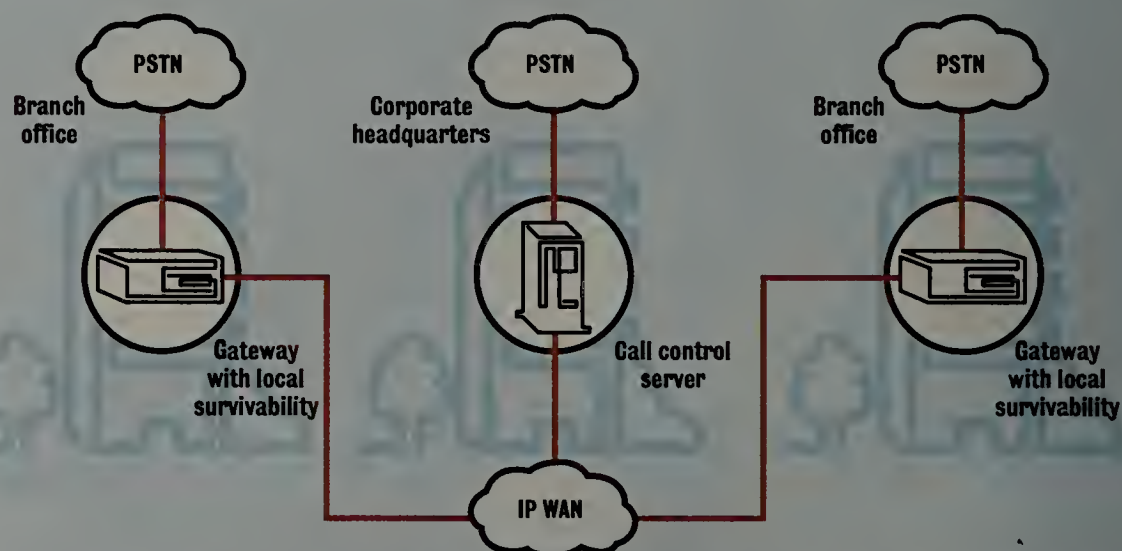 PSTN
PSTN
PSTN
Branch
office
Corporate
headquarters
Branch
office
Gateway
with local
survivability
Call control
server
Gateway
with local
survivability
IP WAN